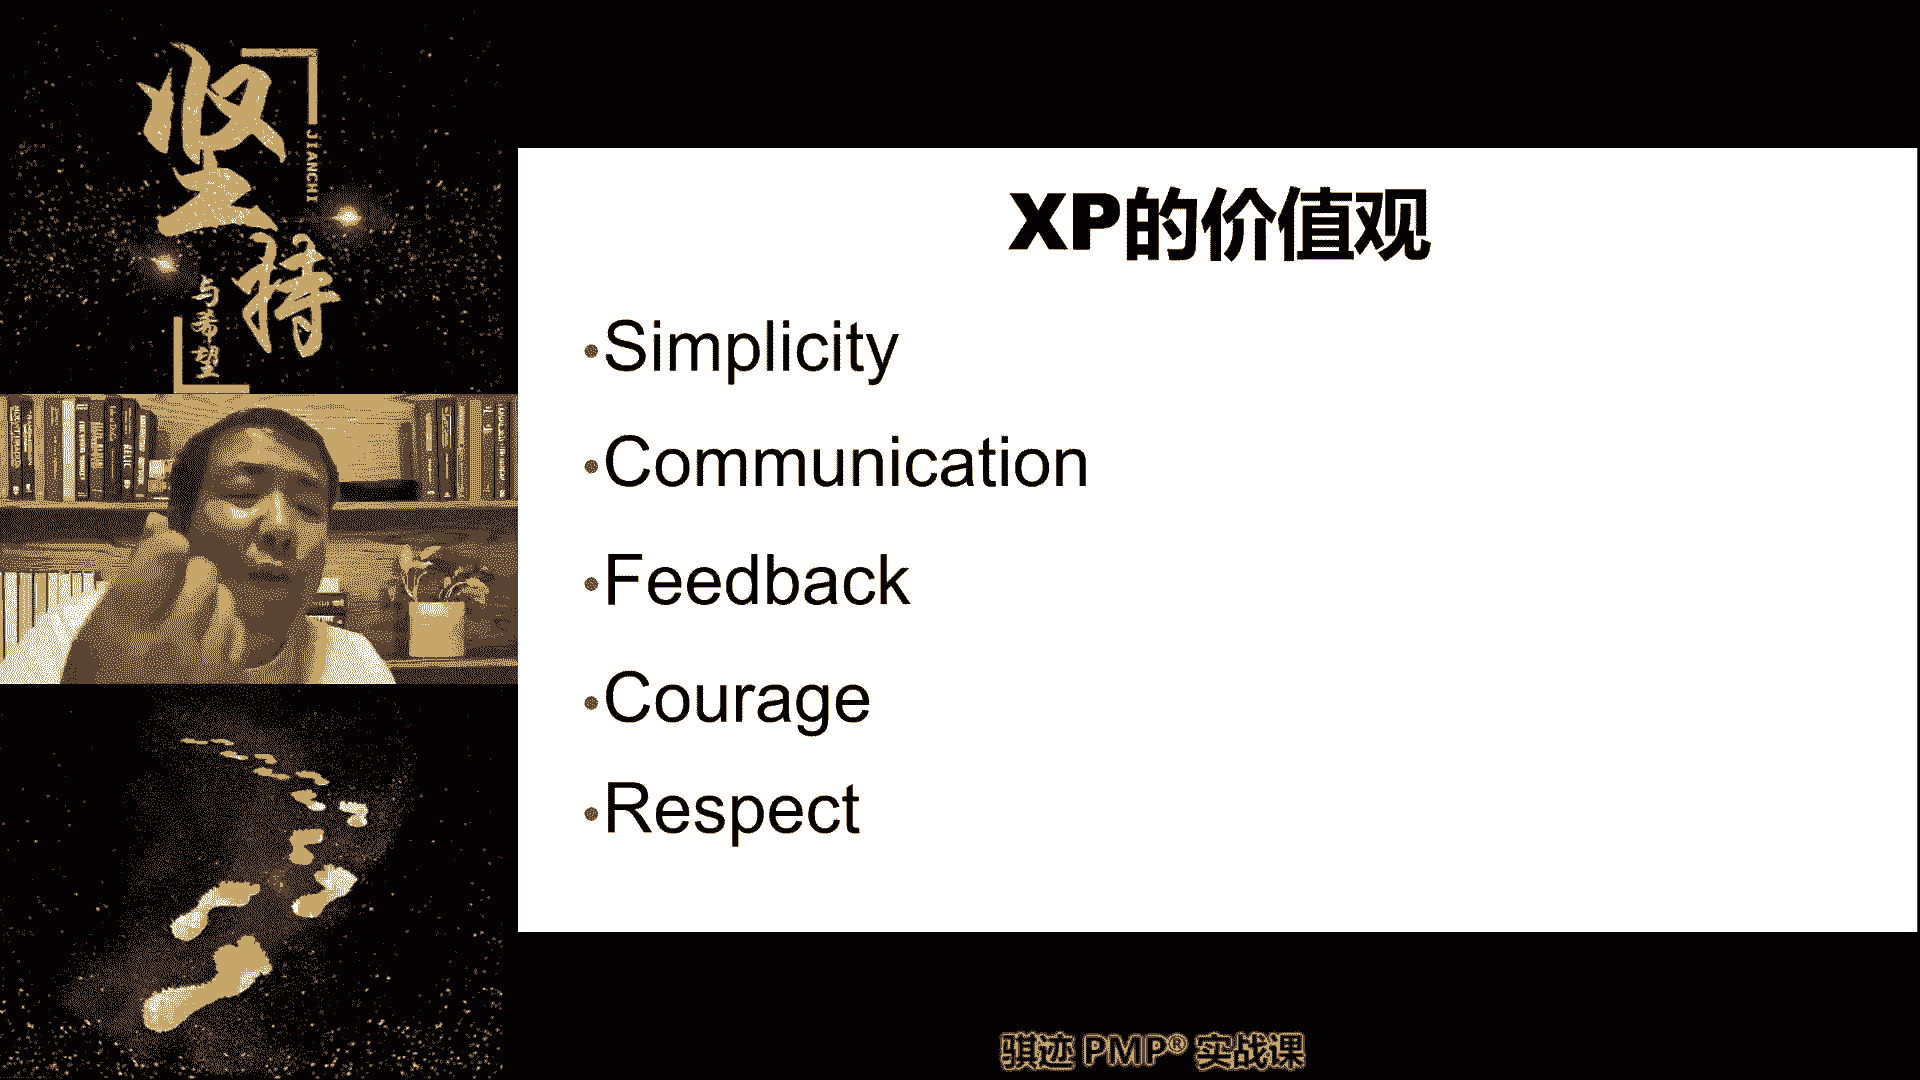 坚持
JIANCHI
与希望
XP的价值观
•Simplicity
•Communication
•Feedback
•Courage
•Respect
骐迹 PMP® 实战课